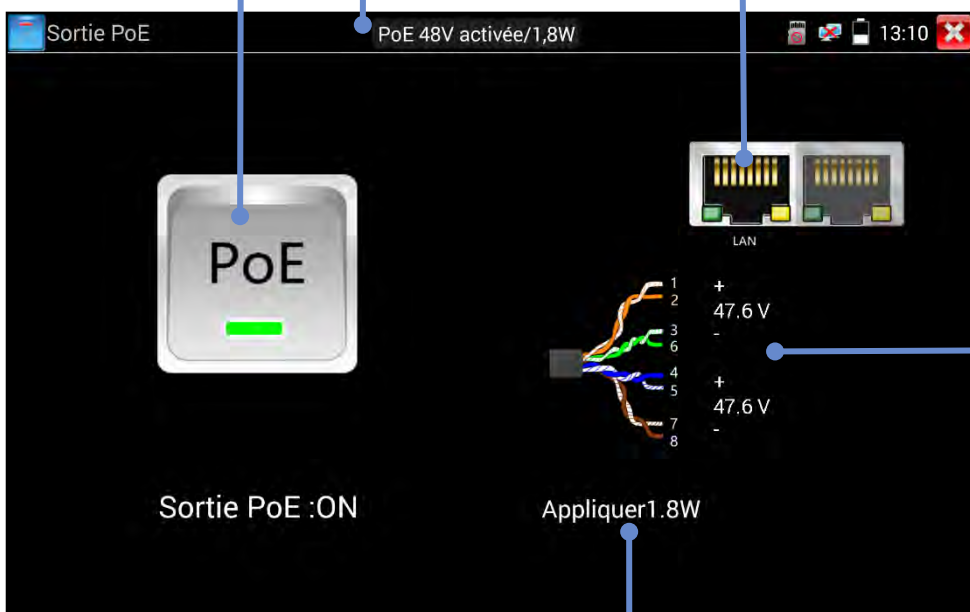 Sortie PoE
PoE 48V activée/1,8W
13:10
PoE
LAN
1
2
+
47.6 V
3
-
6
4
+
5
47.6 V
7
-
8
Sortie PoE :ON
Appliquer1.8W